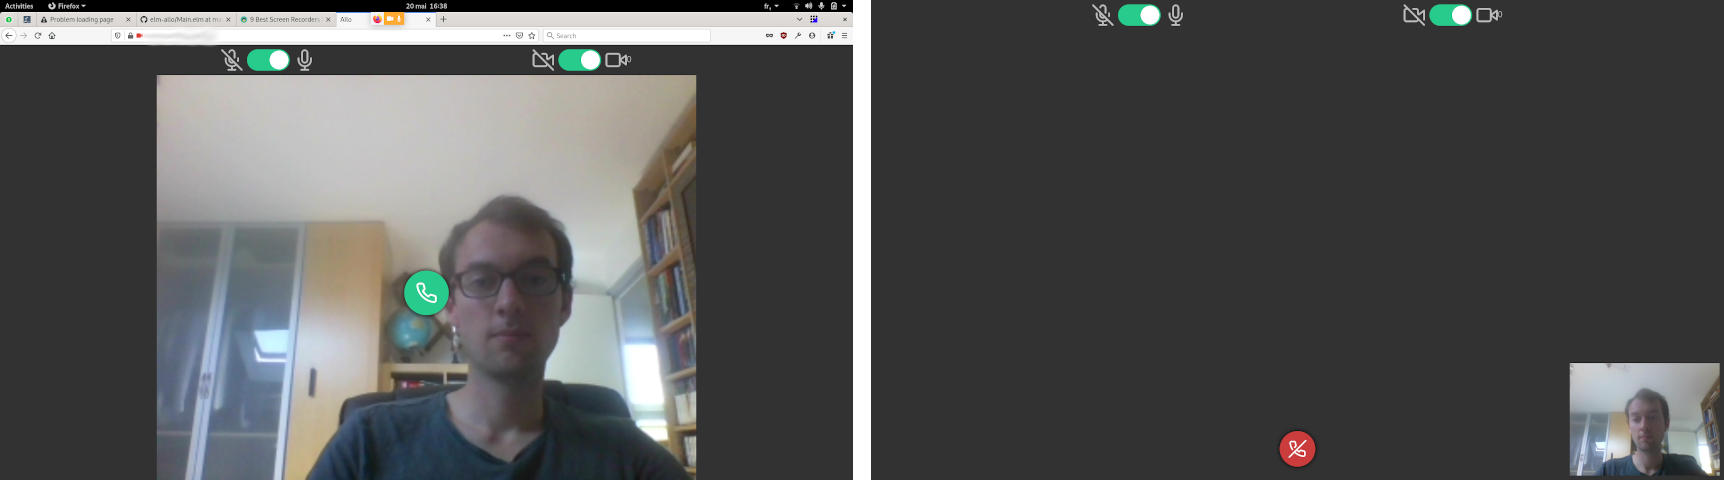 Activities Firefox 20 mai 16:38 fr₁
Problem loading page elm-allo/Main.elm at ma 9 Best Screen Recorders Allo
Search